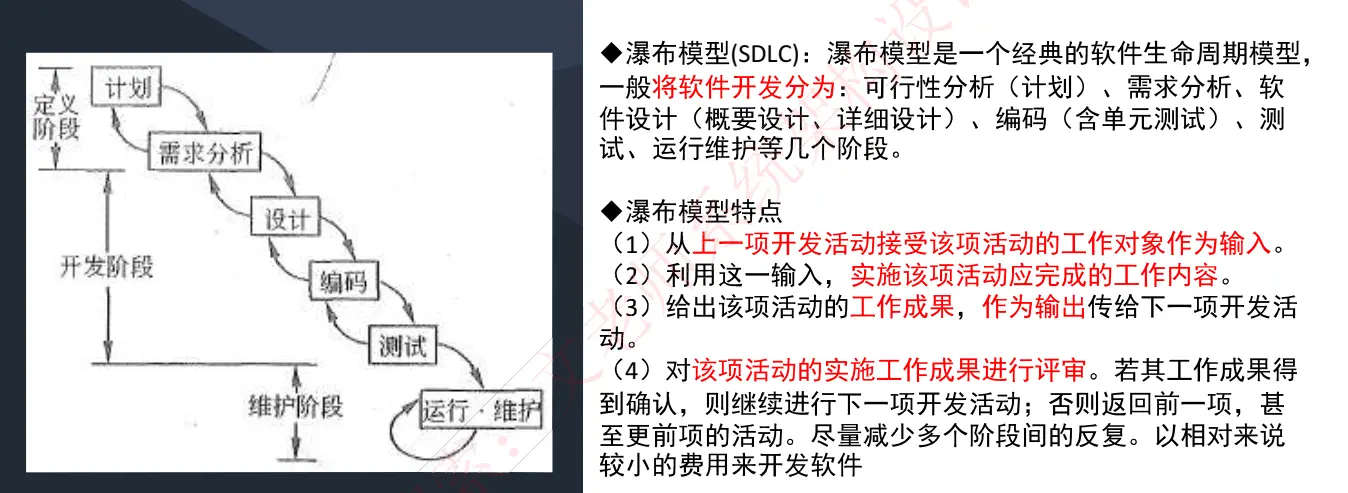 计划
定义
阶段
需求分析
设计
开发阶段
编码
测试
维护阶段
运行·维护
◆瀑布模型(SDLC)：瀑布模型是一个经典的软件生命周期模型，
一般将软件开发分为：可行性分析（计划）、需求分析、软
件设计（概要设计、详细设计）、编码（含单元测试）、测
试、运行维护等几个阶段。
◆瀑布模型特点
（1）从上一项开发活动接受该项活动的工作对象作为输入。
（2）利用这一输入，实施该项活动应完成的工作内容。
（3）给出该项活动的工作成果，作为输出传给下一项开发活
动。
（4）对该项活动的实施工作成果进行评审。若其工作成果得
到确认，则继续进行下一项开发活动；否则返回前一项，甚
至更前项的活动。尽量减少多个阶段间的反复。以相对来说
较小的费用来开发软件